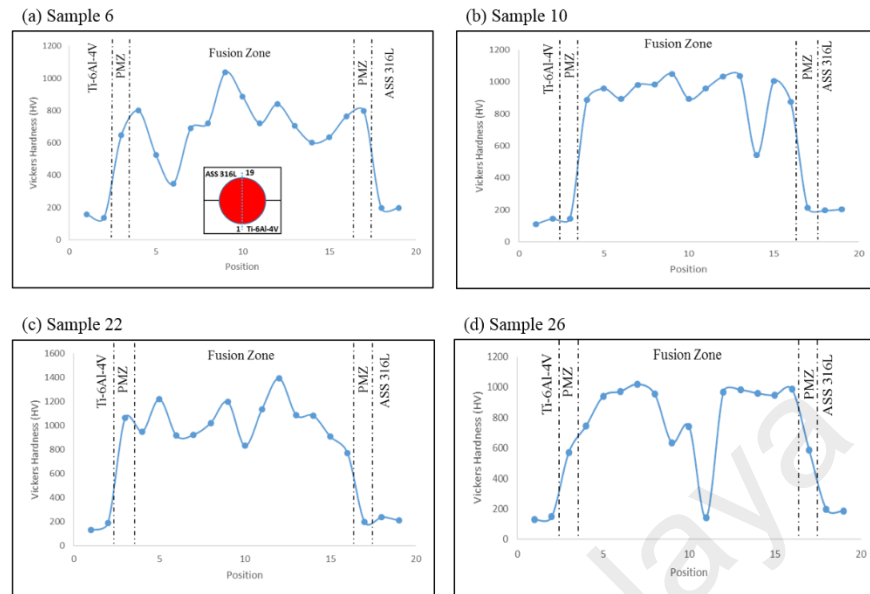 (a) Sample 6
Ti-6Al-4V
PMZ
Fusion Zone
PMZ
ASS 316L
Vickers Hardness (HV)
1200
1000
800
600
400
200
0
ASS 316L
19
1
Ti-6Al-4V
0
5
10
15
20
Position
(b) Sample 10
Fusion Zone
Ti-6Al-4V
PMZ
PMZ
ASS 316L
Vickers Hardness (HV)
1200
1000
800
600
400
200
0
0
5
10
15
20
Position
(c) Sample 22
Ti-6Al-4V
PMZ
Fusion Zone
PMZ
ASS 316L
Vickers Hardness (HV)
1600
1400
1200
1000
800
600
400
200
0
0
5
10
15
20
Position
(d) Sample 26
Ti-6Al-4V
PMZ
Fusion Zone
PMZ
ASS 316L
Vickers Hardness (HV)
1200
1000
800
600
400
200
0
0
5
10
15
20
Position
laya